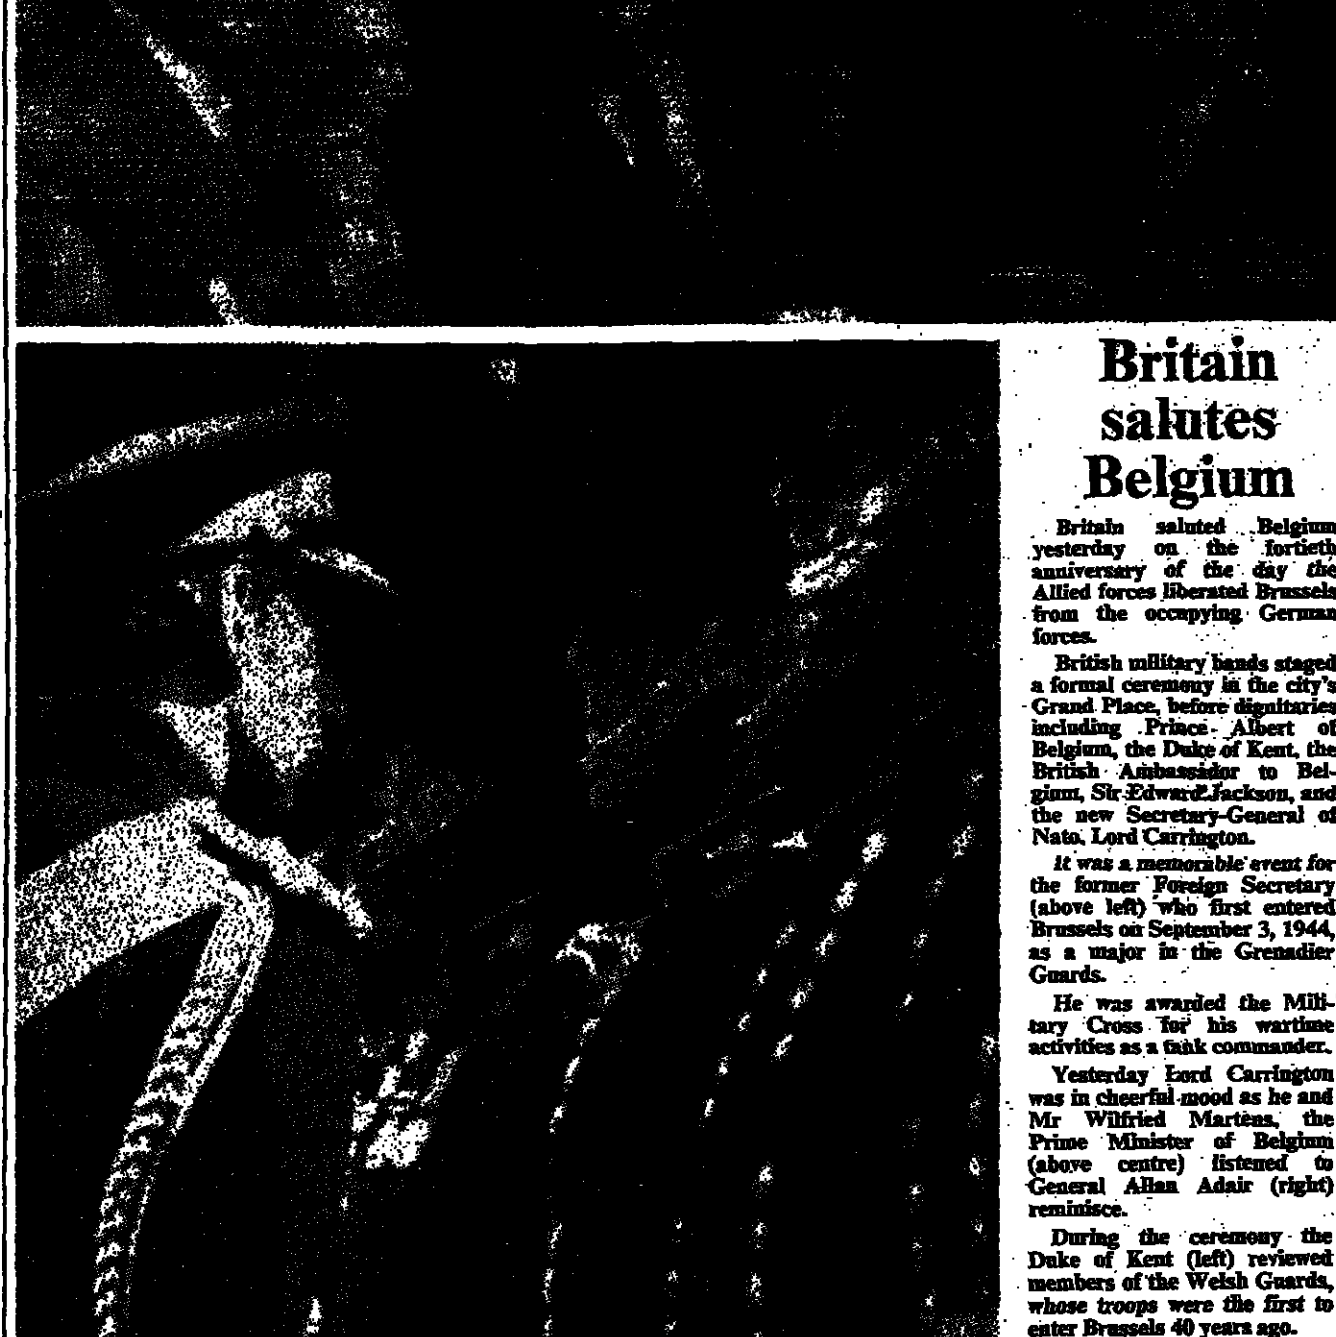 Britain
salutes
Belgium
Britain saluted Belgium
yesterday on the fortieth
anniversary of the day the
Allied forces liberated Brussels
from the occupying German
forces.
British military bands staged
a formal ceremony in the city's
Grand Place, before dignitaries
including Prince Albert of
Belgium, the Duke of Kent, the
British Ambassador to Bel-
gium, Sir Edward Jackson, and
the new Secretary-General of
Nato, Lord Carrington.
It was a memorable event for
the former Foreign Secretary
(above left) who first entered
Brussels on September 3, 1944,
as a major in the Grenadier
Guards.
He was awarded the Mili-
tary Cross for his wartime
activities as a tank commander.
Yesterday Lord Carrington
was in cheerful mood as he and
Mr Wilfried Martens, the
Prime Minister of Belgium
(above centre) listened to
General Allan Adair (right)
reminisce.
During the ceremony the
Duke of Kent (left) reviewed
members of the Welsh Guards,
whose troops were the first to
enter Brussels 40 years ago.